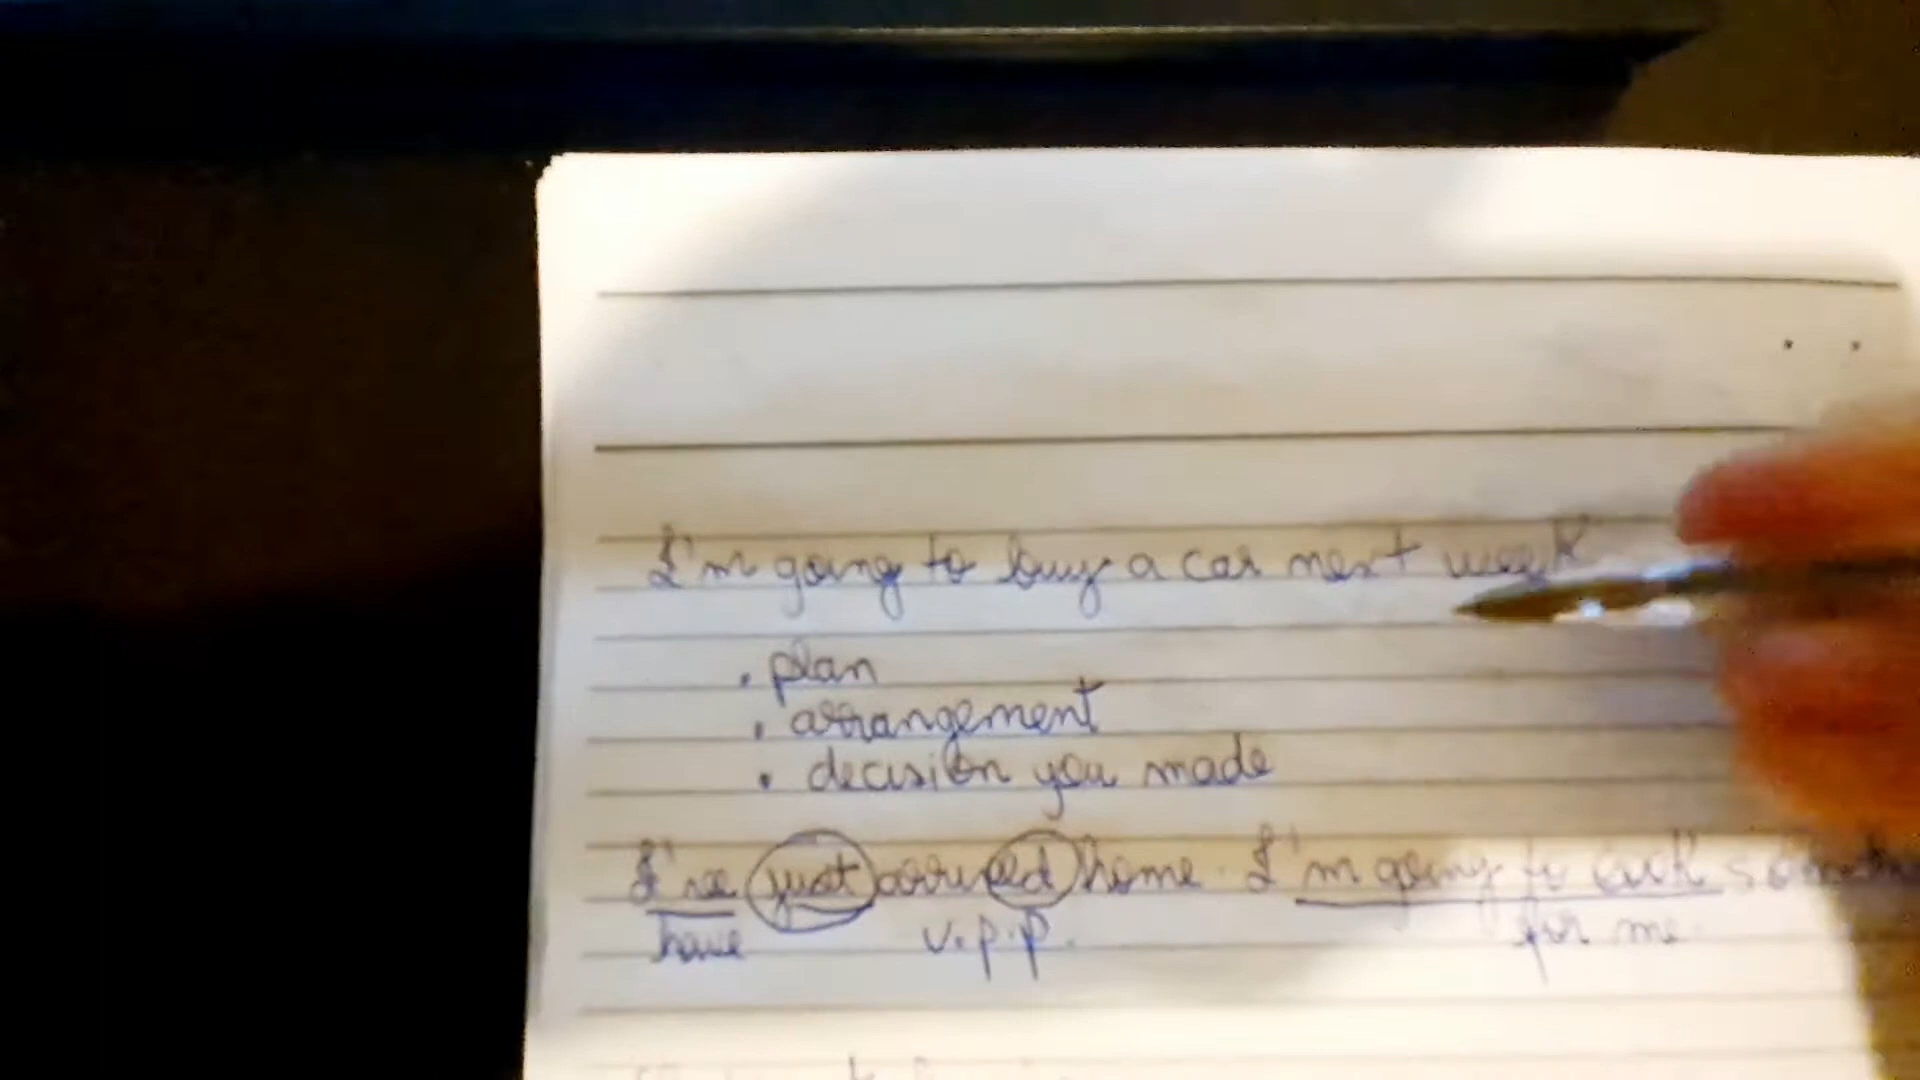 I'm going to buy a car next week
. plan
. arrangement
. decision you made
I've just arrived home. I'm going to cook
have v.p.p. for me.